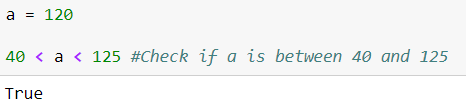 a = 120
40 < a < 125 #Check if a is between 40 and 125
True